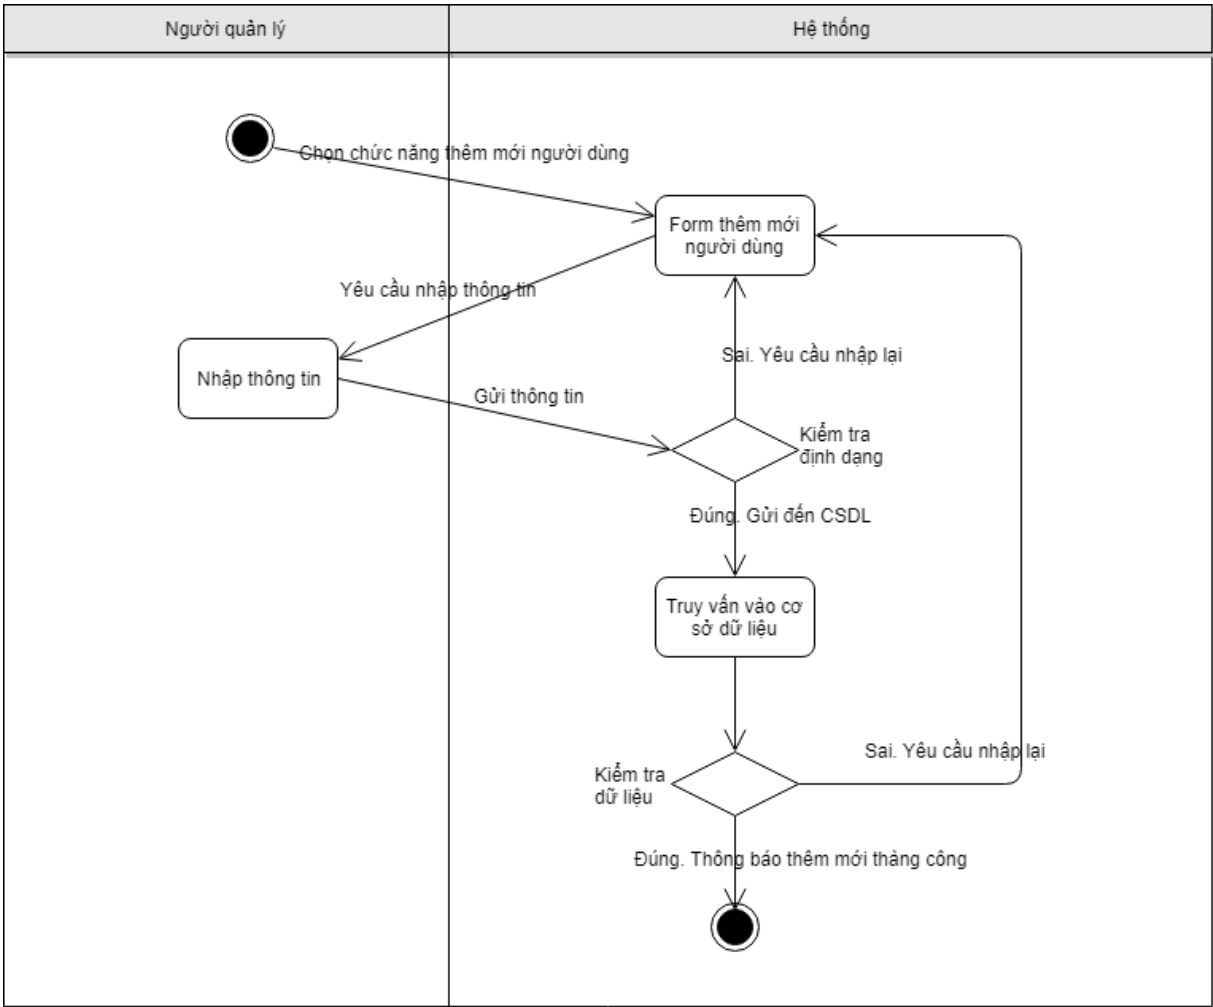 Người quản lý
Hệ thống
Chọn chức năng thêm mới người dùng
Form thêm mới
người dùng
Yêu cầu nhập thông tin
Sai. Yêu cầu nhập lại
Nhập thông tin
Gửi thông tin
Kiểm tra
định dạng
Đúng. Gửi đến CSDL
Truy vấn vào cơ
sở dữ liệu
Sai. Yêu cầu nhập lại
Kiểm tra
dữ liệu
Đúng. Thông báo thêm mới thàng công